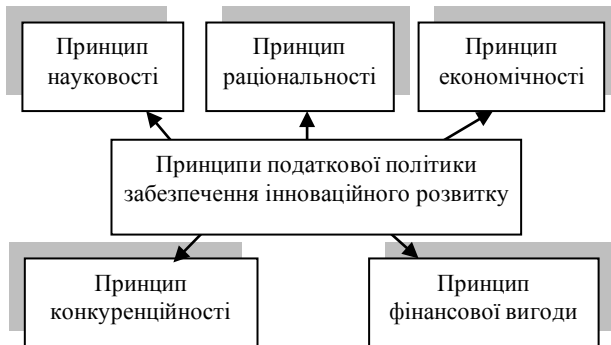 Принцип
науковості
Принцип
раціональності
Принцип
економічності
Принципи податкової політики
забезпечення інноваційного розвитку
Принцип
конкуренційності
Принцип
фінансової вигоди